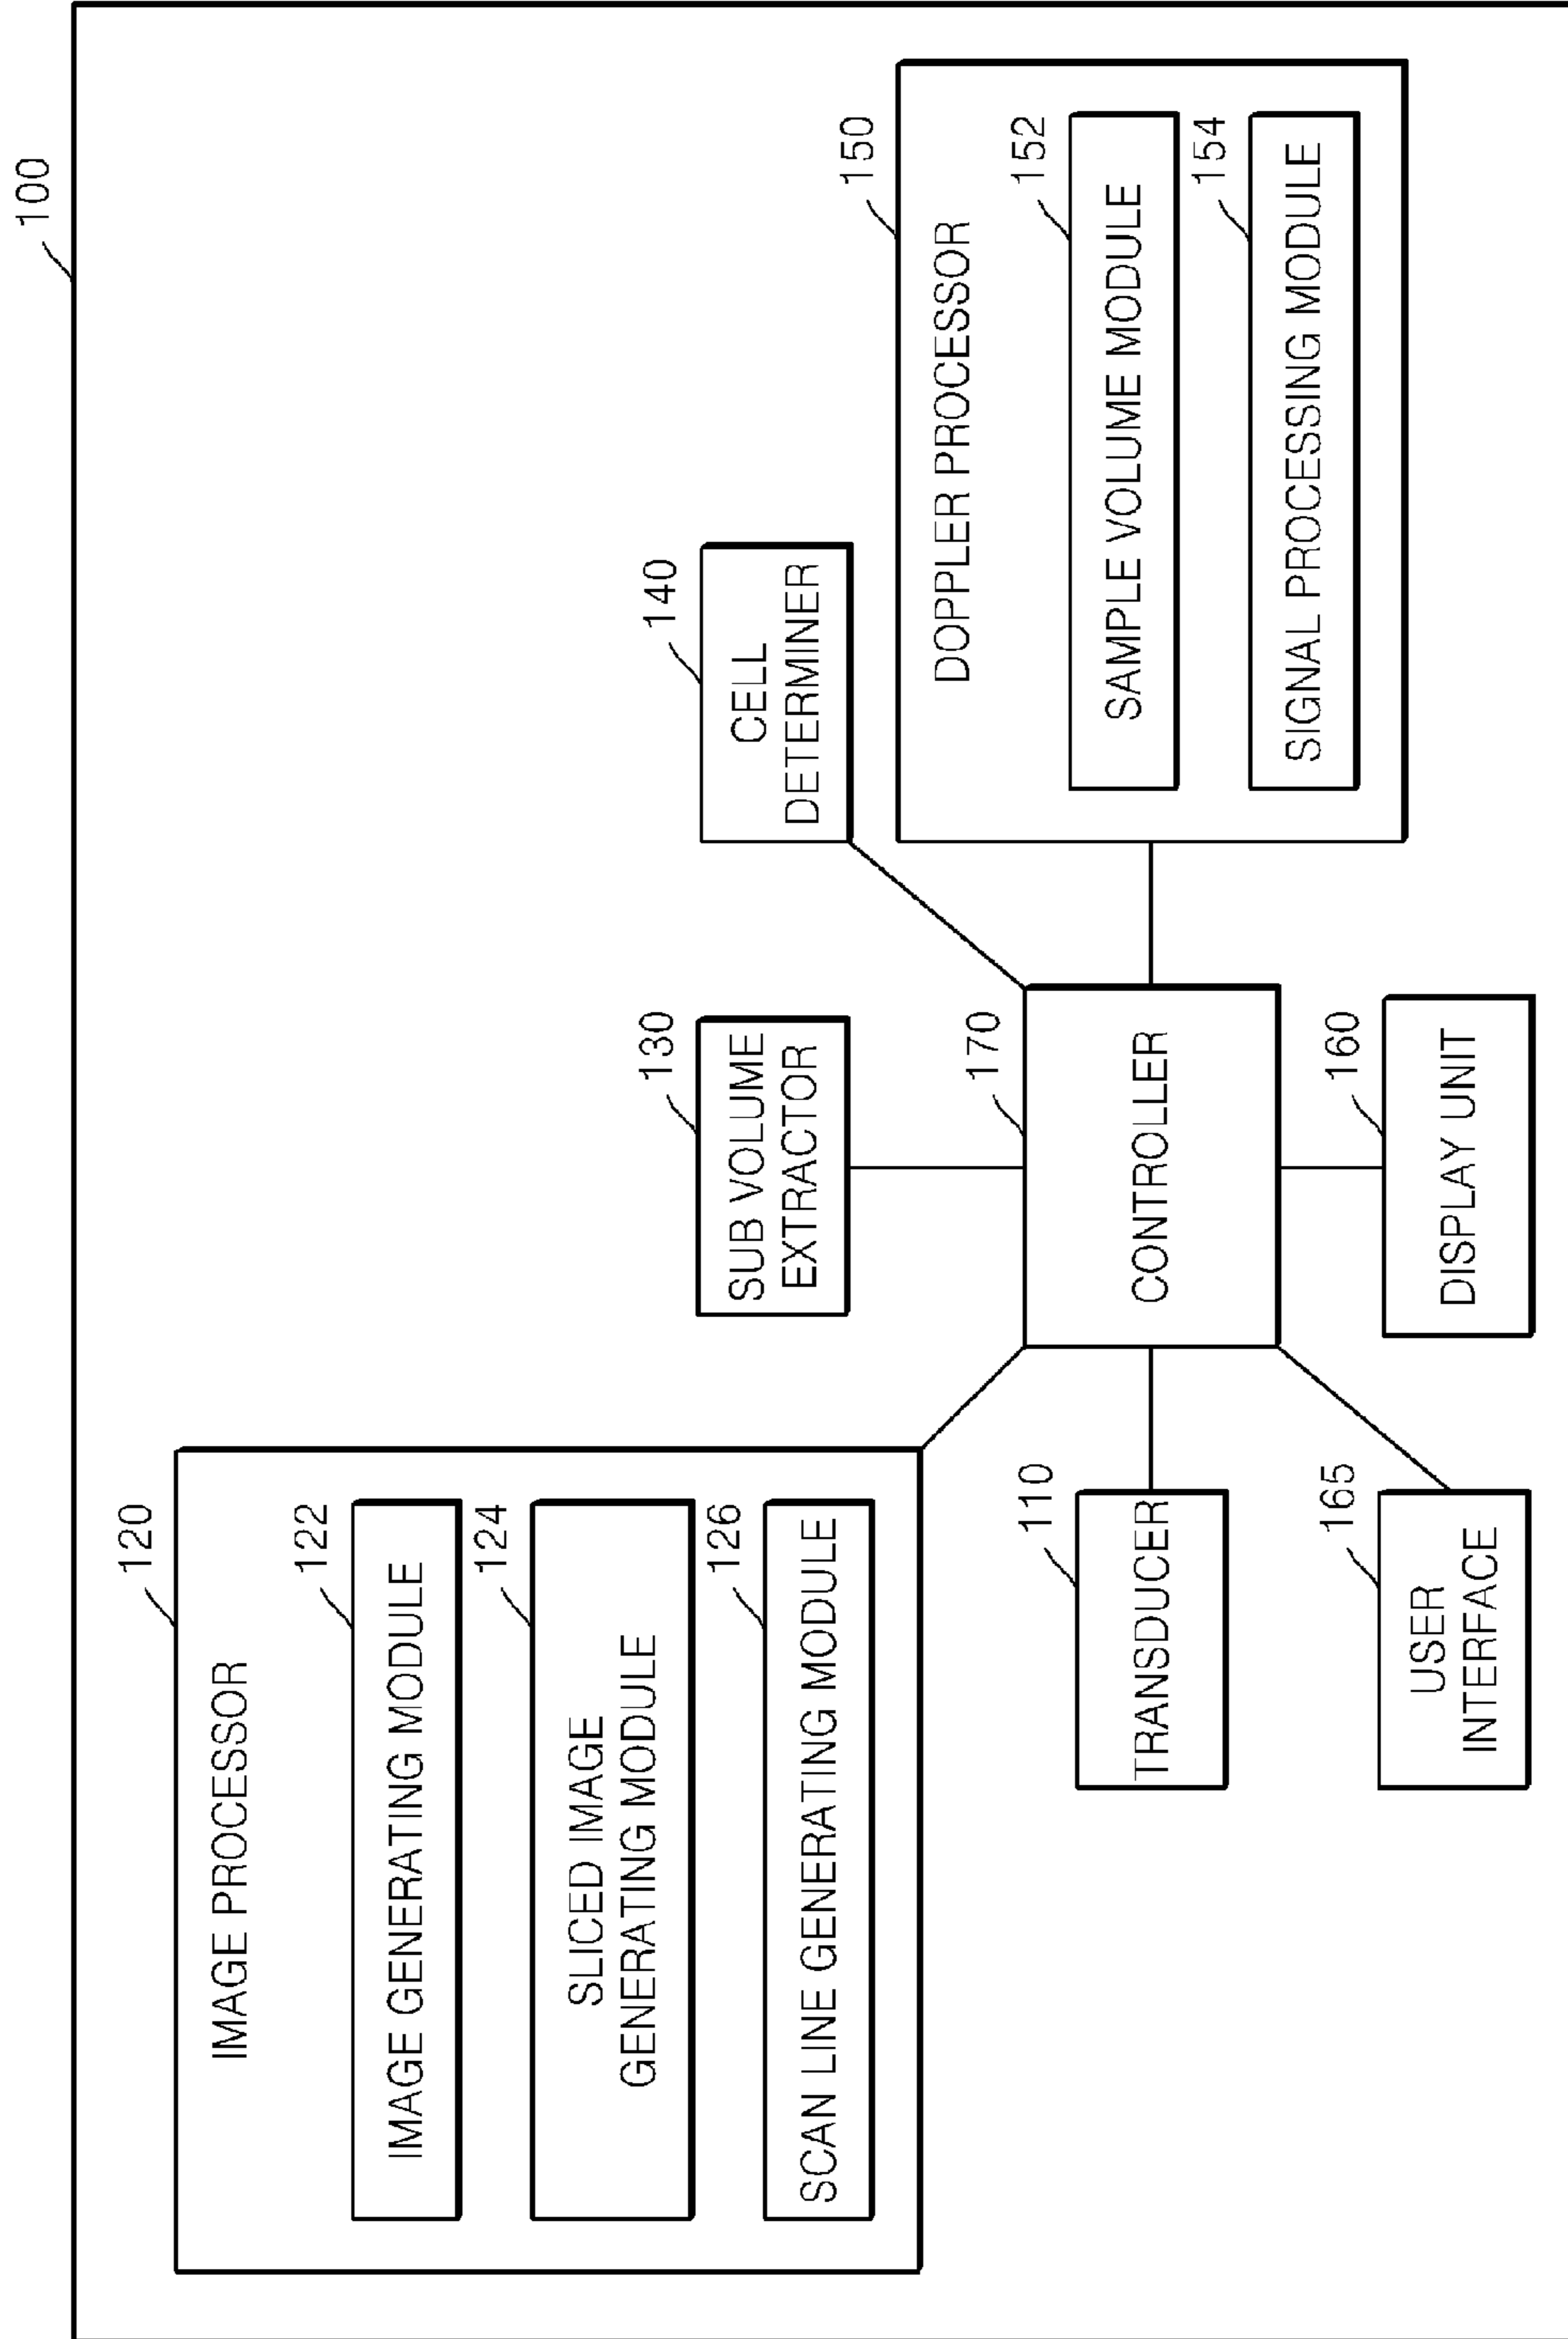 100
120
IMAGE PROCESSOR
122
IMAGE GENERATING MODULE
124
SLICED IMAGE
GENERATING MODULE
126
SCAN LINE GENERATING MODULE
130
SUB VOLUME
EXTRACTOR
140
CELL
DETERMINER
150
DOPPLER PROCESSOR
152
SAMPLE VOLUME MODULE
154
SIGNAL PROCESSING MODULE
110
TRANSDUCER
170
CONTROLLER
165
USER
INTERFACE
160
DISPLAY UNIT